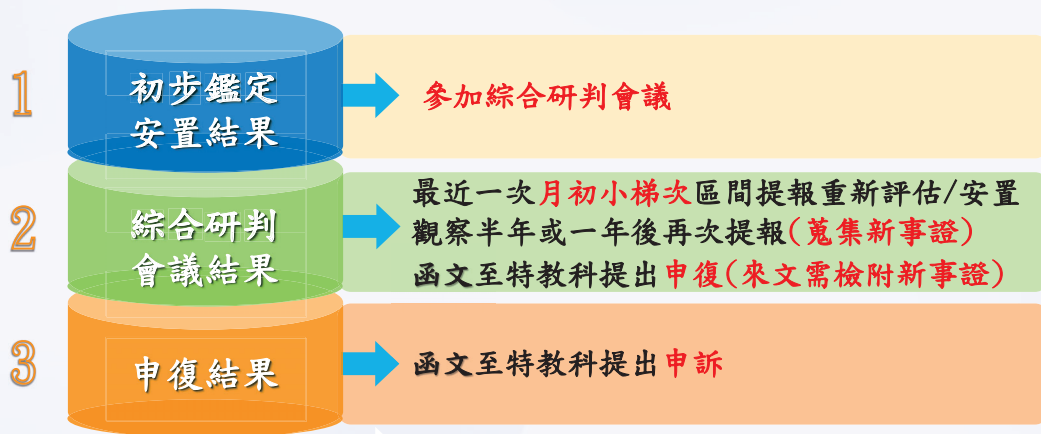 1
初步鑑定
安置結果
參加綜合研判會議
2
綜合研判
會議結果
最近一次月初小梯次區間提報重新評估/安置
觀察半年或一年後再次提報(蒐集新事證)
函文至特教科提出申復(來文需檢附新事證)
3
申復結果
函文至特教科提出申訴